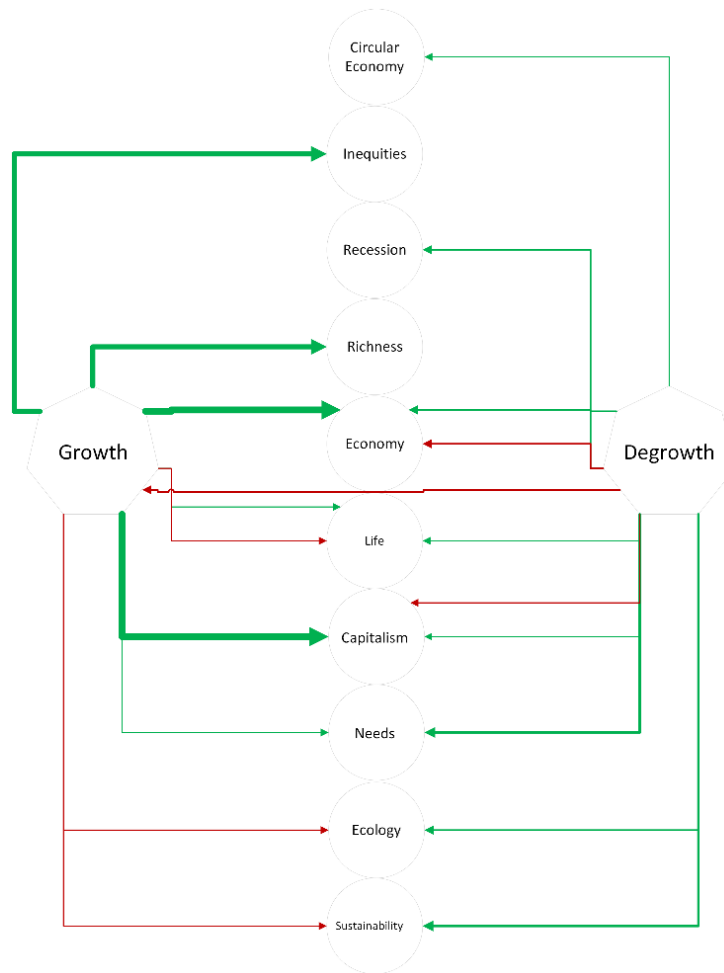 Circular
Economy
Inequities
Recession
Richness
Growth
Economy
Degrowth
Life
Capitalism
Needs
Ecology
Sustainability